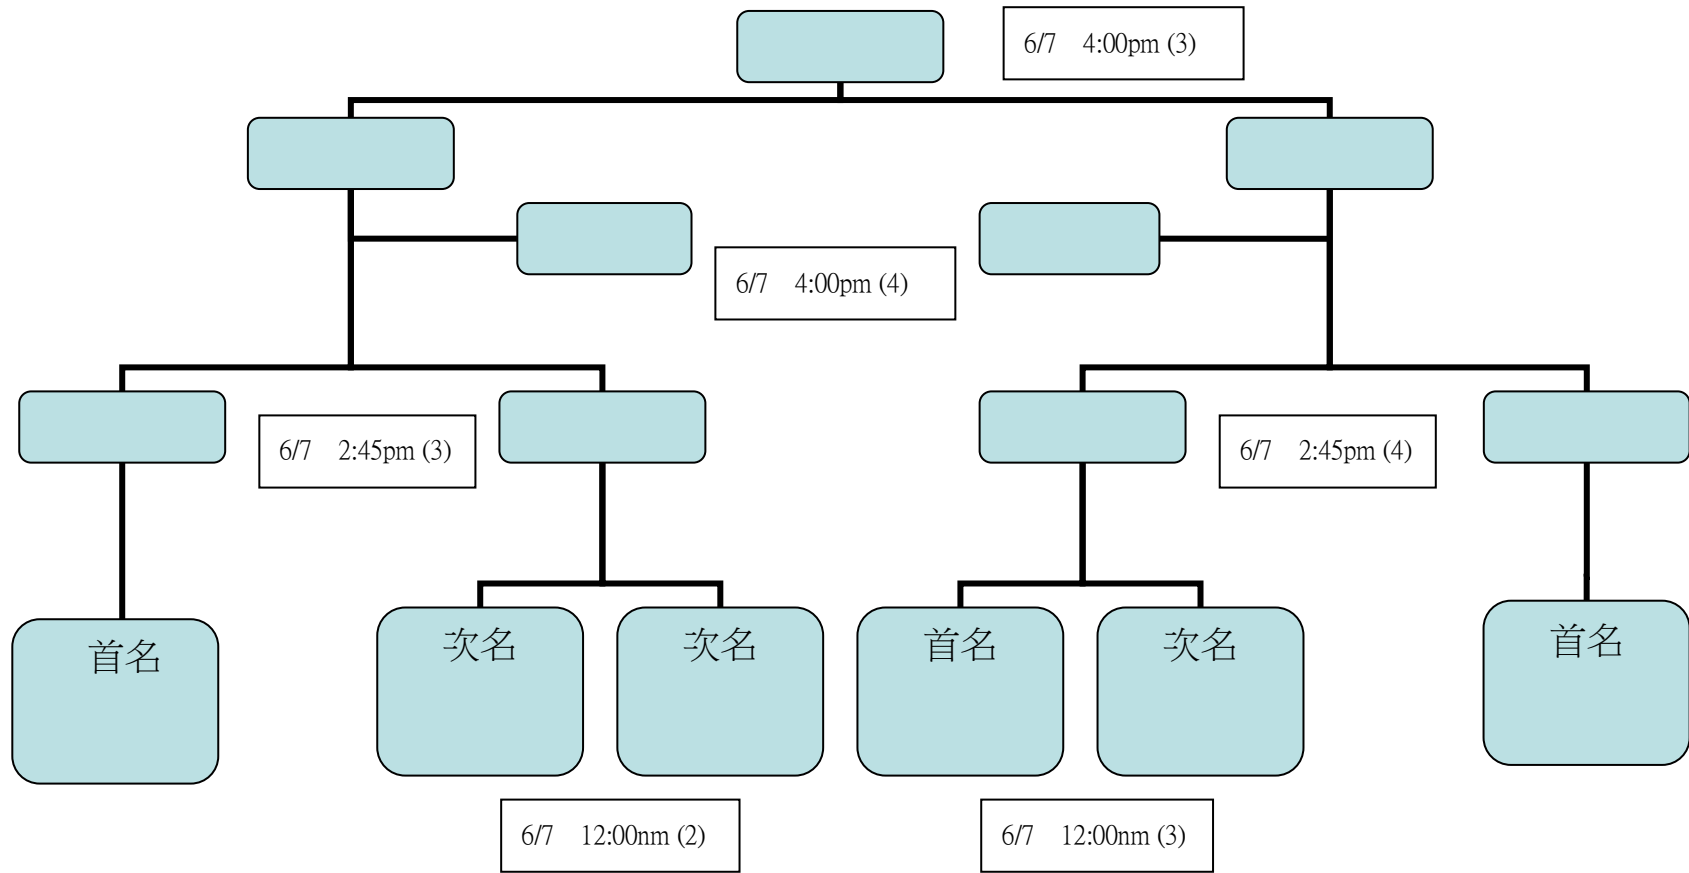 6/7 4:00pm (3)
6/7 4:00pm (4)
6/7 2:45pm (3)
6/7 2:45pm (4)
首名
次名
次名
首名
次名
首名
6/7 12:00nm (2)
6/7 12:00nm (3)